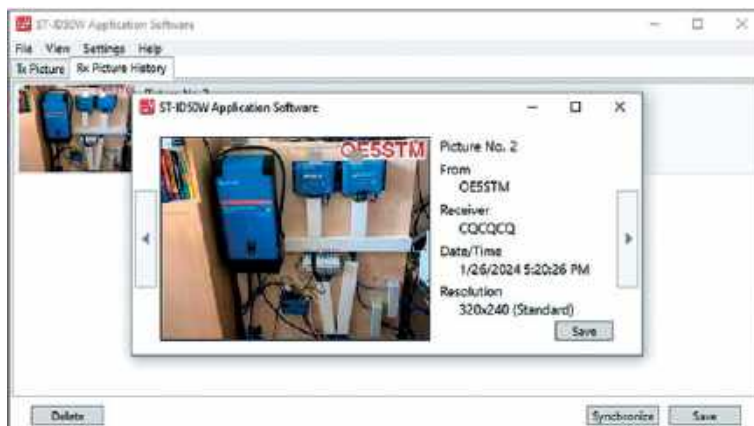 ST-ID50W Application Software
File View Settings Help
Tx Picture Rx Picture History
ST-ID50W Application Software
OE5STM
Picture No. 2
From
OE5STM
Receiver
CQCQCQ
Date/Time
1/26/2024 5:20:26 PM
Resolution
320x240 (Standard)
Save
Delete Synchronize Save